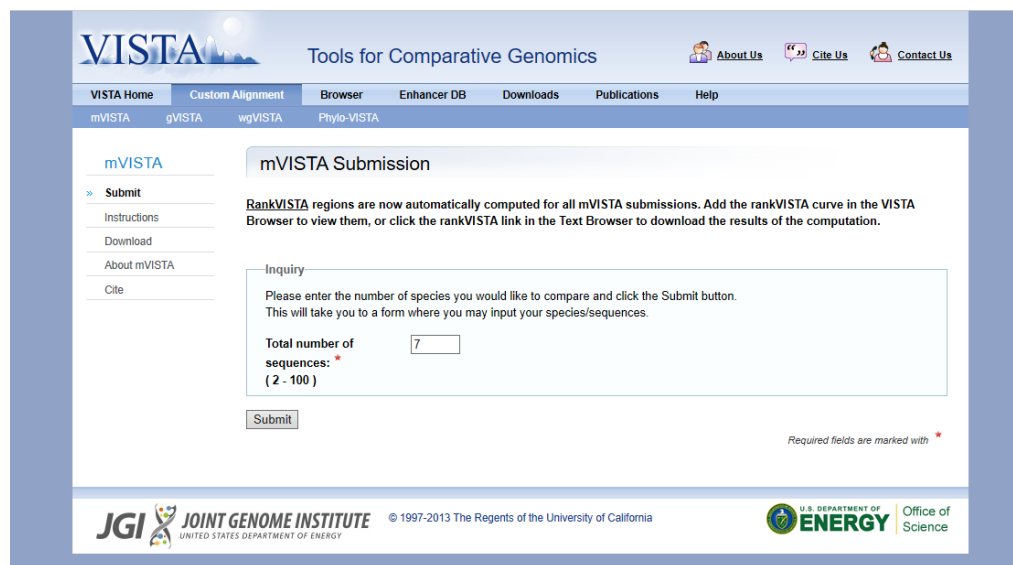 VISTA
Tools for Comparative Genomics
About Us
Cite Us
Contact Us
VISTA Home Custom Alignment Browser Enhancer DB Downloads Publications Help
mVISTA gVISTA wgVISTA Phylo-VISTA
mVISTA
» Submit
Instructions
Download
About mVISTA
Cite
mVISTA Submission
RankVISTA regions are now automatically computed for all mVISTA submissions. Add the rankVISTA curve in the VISTA
Browser to view them, or click the rankVISTA link in the Text Browser to download the results of the computation.
Inquiry
Please enter the number of species you would like to compare and click the Submit button.
This will take you to a form where you may input your species/sequences.
Total number of
sequences: *
( 2 - 100 )
7
Submit
Required fields are marked with *
JGI JOINT GENOME INSTITUTE
UNITED STATES DEPARTMENT OF ENERGY
© 1997-2013 The Regents of the University of California
U.S. DEPARTMENT OF
ENERGY
Office of
Science